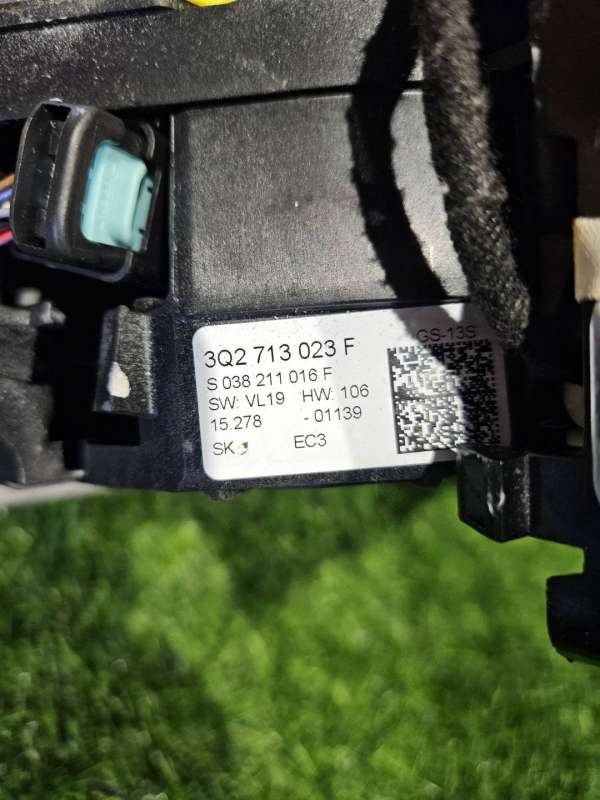 GS-13S
3Q2 713 023 F
S 038 211 016 F
SW: VL19 HW: 106
15.278 - 01139
SK EC3